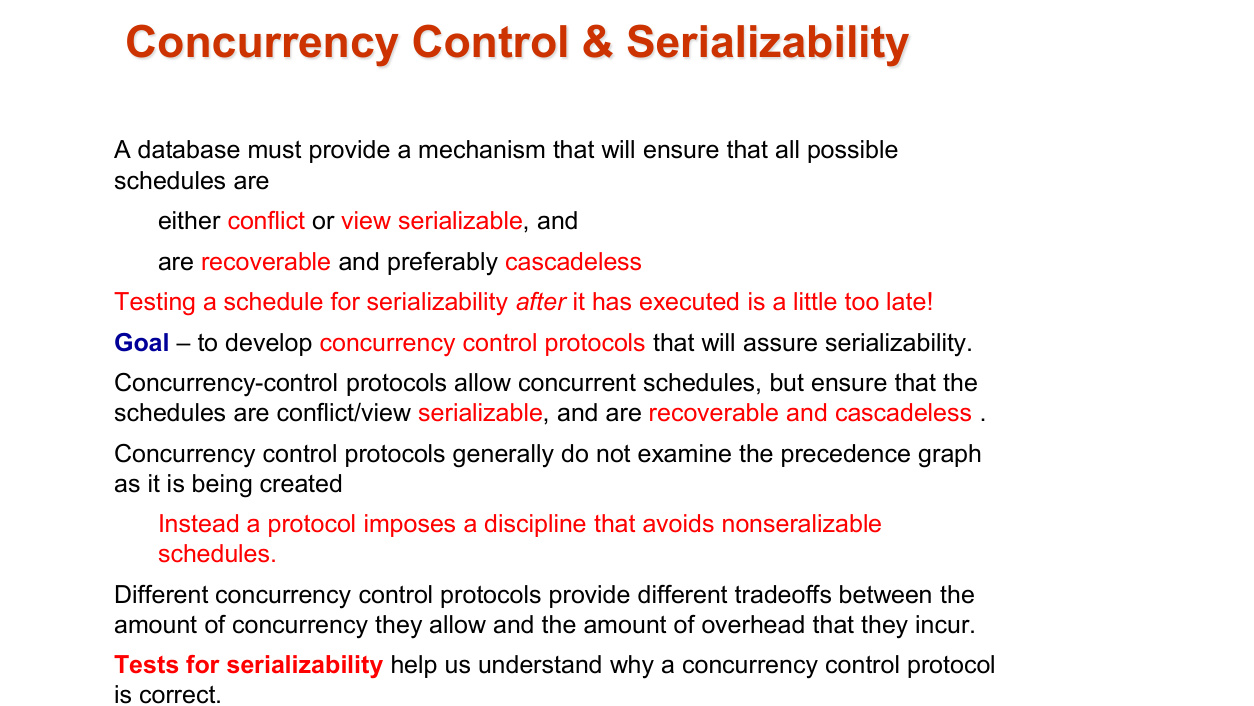 Concurrency Control & Serializability
A database must provide a mechanism that will ensure that all possible
schedules are
either conflict or view serializable, and
are recoverable and preferably cascadeless
Testing a schedule for serializability after it has executed is a little too late!
Goal – to develop concurrency control protocols that will assure serializability.
Concurrency-control protocols allow concurrent schedules, but ensure that the
schedules are conflict/view serializable, and are recoverable and cascadeless .
Concurrency control protocols generally do not examine the precedence graph
as it is being created
Instead a protocol imposes a discipline that avoids nonseralizable
schedules.
Different concurrency control protocols provide different tradeoffs between the
amount of concurrency they allow and the amount of overhead that they incur.
Tests for serializability help us understand why a concurrency control protocol
is correct.